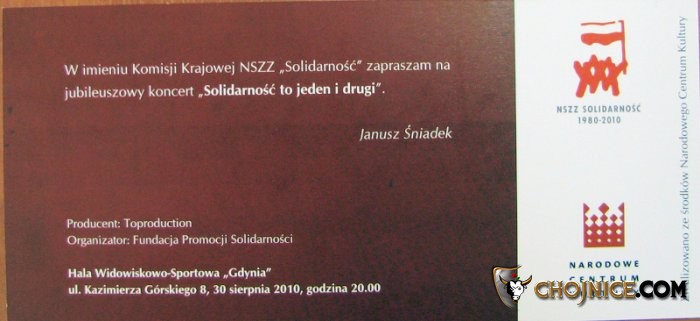 W imieniu Komisji Krajowej NSZZ „Solidarność” zapraszam na
jubileuszowy koncert „Solidarność to jeden i drugi”.
Janusz Śniadek
Producent: Toproduction
Organizator: Fundacja Promocji Solidarności
Hala Widowiskowo-Sportowa „Gdynia”
ul. Kazimierza Górskiego 8, 30 sierpnia 2010, godzina 20.00
NSZZ SOLIDARNOŚĆ
1980-2010
NARODOWE
CENTRUM
ze środków Narodowego Centrum Kultury
CHOJNICE.COM